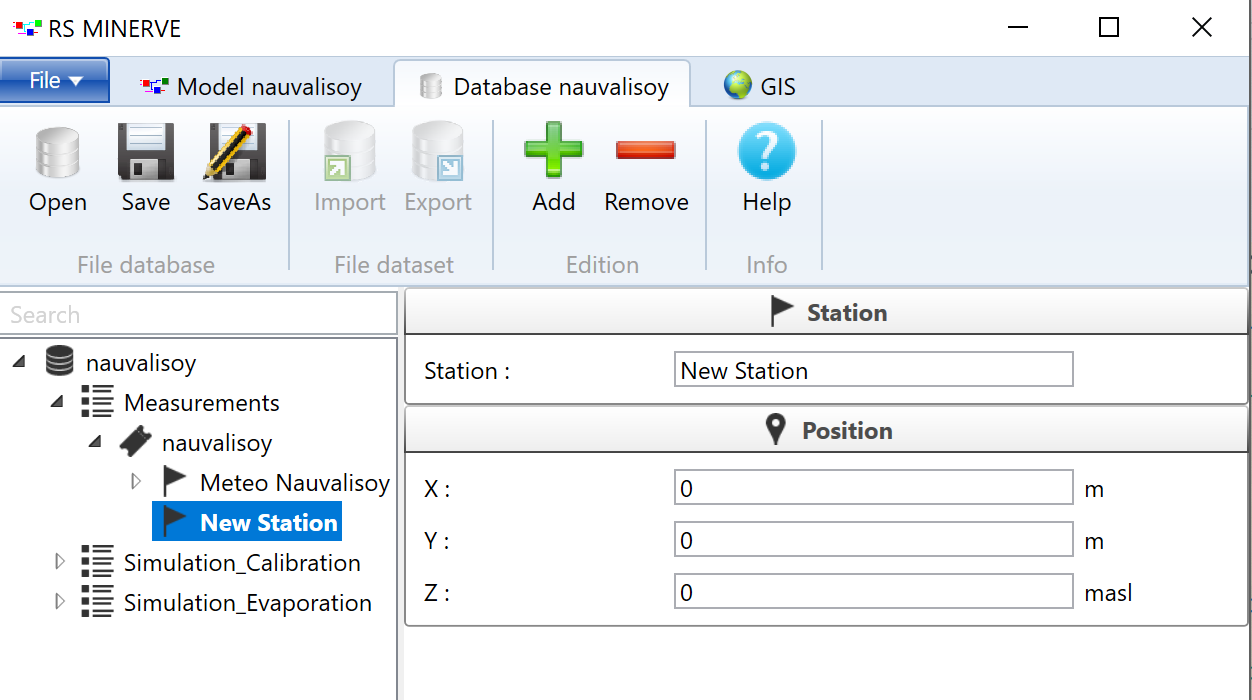 RS MINERVE
File
Model nauvalisoy
Database nauvalisoy
GIS
Open
Save
SaveAs
Import
Export
Add
Remove
Help
File database
File dataset
Edition
Info
Search
nauvalisoy
Measurements
nauvalisoy
Meteo Nauvalisoy
New Station
Simulation_Calibration
Simulation_Evaporation
Station
Station : New Station
Position
X : 0 m
Y : 0 m
Z : 0 masl